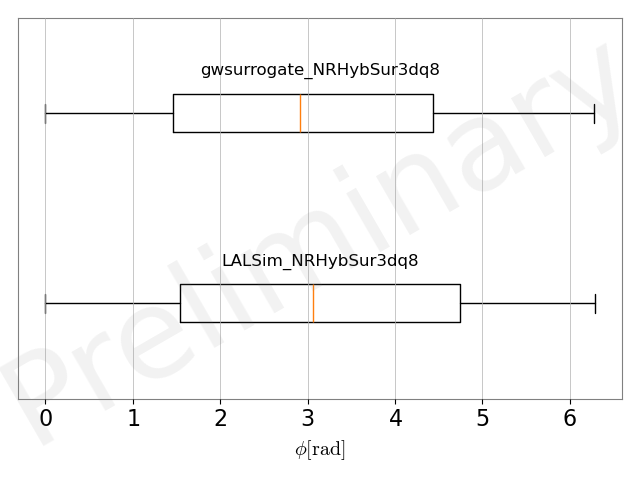 gwsurrogate_NRHybSur3dq8
LALSim_NRHybSur3dq8
Preliminary
0 1 2 3 4 5 6
ϕ[rad]